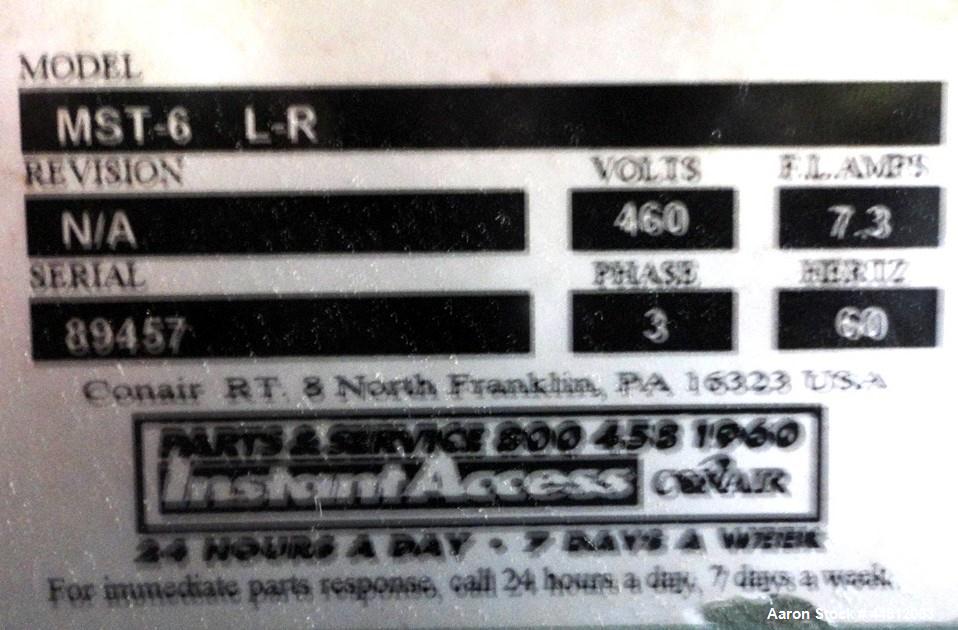 MODEL
MST-6 L-R
REVISION VOLTS F.L.AMPS
N/A 460 7.3
SERIAL PHASE HERTZ
89457 3 60
Conair RT. 8 North Franklin, PA 16323 USA
PARTS & SERVICE 800 458 1960
InstantAccess CONAIR
24 HOURS A DAY • 7 DAYS A WEEK
For immediate parts response, call 24 hours a day, 7 days a week.
Aaron Stock #